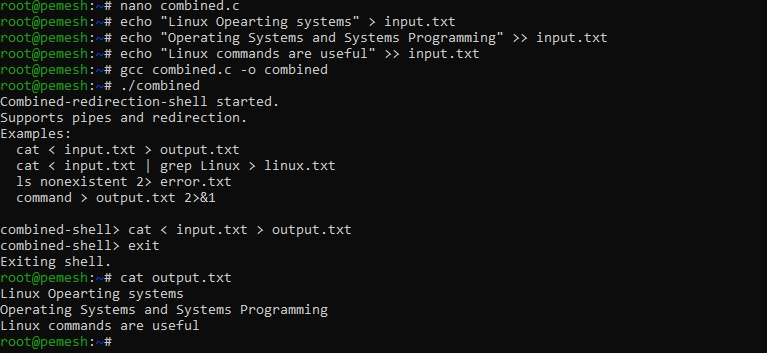 root@pemesh:~# nano combined.c
root@pemesh:~# echo "Linux Opearting systems" > input.txt
root@pemesh:~# echo "Operating Systems and Systems Programming" >> input.txt
root@pemesh:~# echo "Linux commands are useful" >> input.txt
root@pemesh:~# gcc combined.c -o combined
root@pemesh:~# ./combined
Combined-redirection-shell started.
Supports pipes and redirection.
Examples:
  cat < input.txt > output.txt
  cat < input.txt | grep Linux > linux.txt
  ls nonexistent 2> error.txt
  command > output.txt 2>&1

combined-shell> cat < input.txt > output.txt
combined-shell> exit
Exiting shell.
root@pemesh:~# cat output.txt
Linux Opearting systems
Operating Systems and Systems Programming
Linux commands are useful
root@pemesh:~#